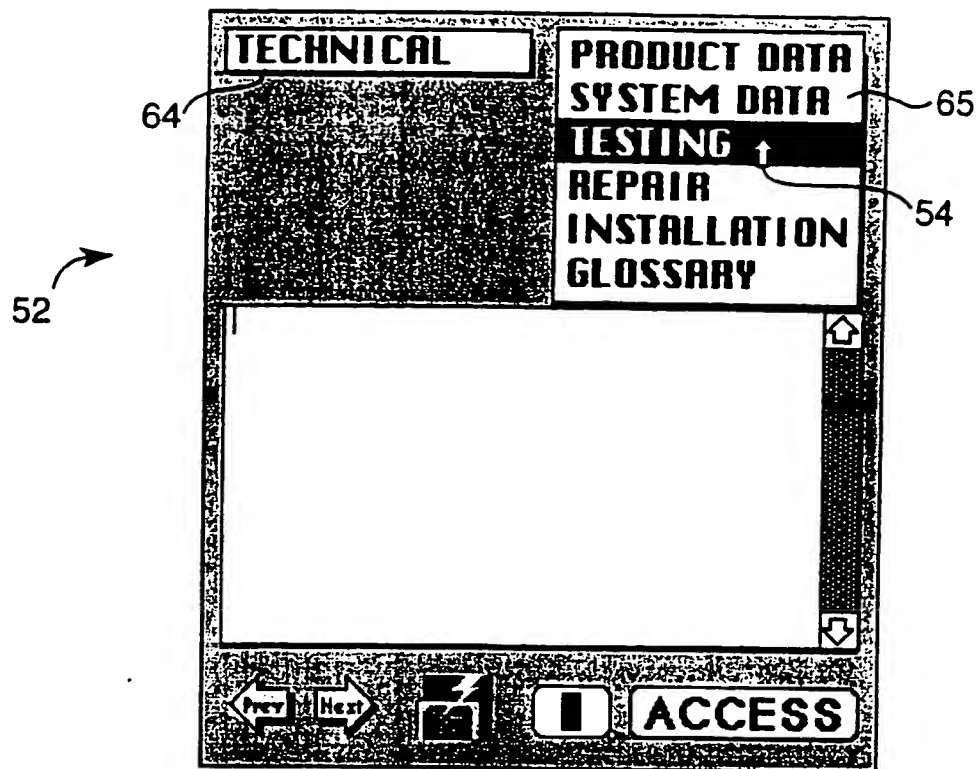 TECHNICAL
PRODUCT DATA
SYSTEM DATA
TESTING
REPAIR
INSTALLATION
GLOSSARY
64
65
54
52
Prev
Next
ACCESS